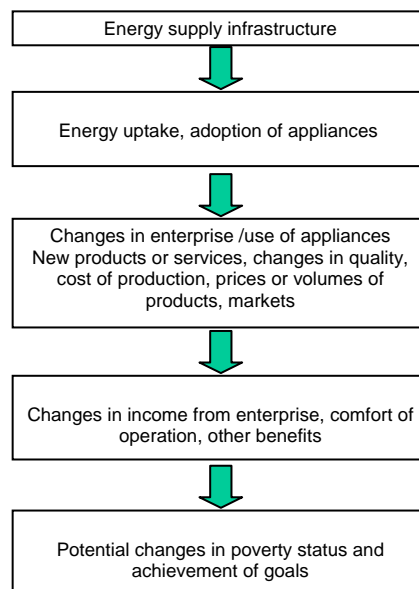 Energy supply infrastructure
Energy uptake, adoption of appliances
Changes in enterprise /use of appliances
New products or services, changes in quality,
cost of production, prices or volumes of
products, markets
Changes in income from enterprise, comfort of
operation, other benefits
Potential changes in poverty status and
achievement of goals